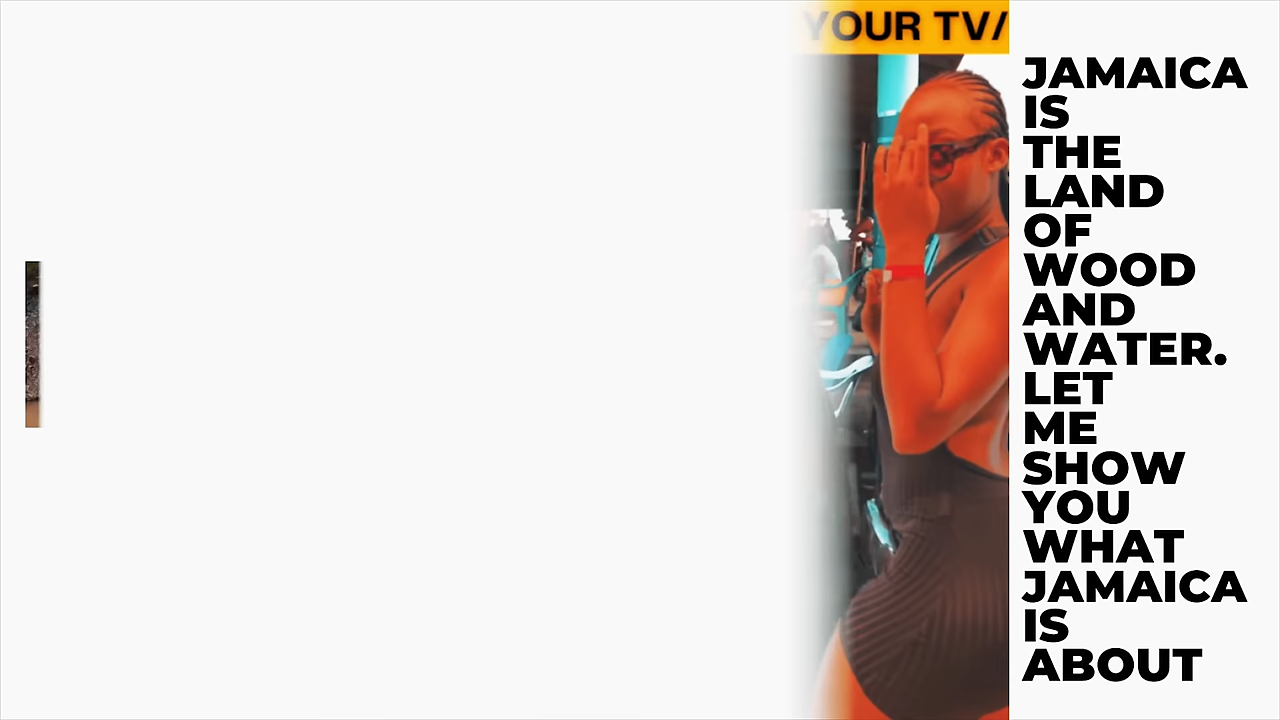 YOUR TV/
JAMAICA
IS
THE
LAND
OF
WOOD
AND
WATER.
LET
ME
SHOW
YOU
WHAT
JAMAICA
IS
ABOUT